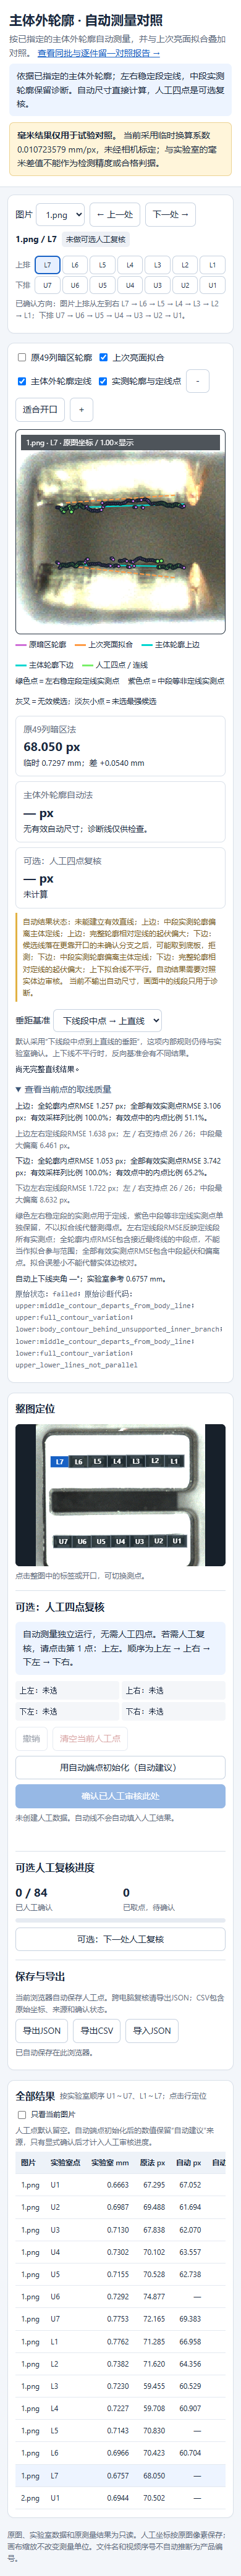 主体外轮廓 · 自动测量对照
按已指定的主体外轮廓自动测量，并与上次亮面拟合叠加对照。 查看同批与逐件留一对照报告 →
依据已指定的主体外轮廓；左右稳定段定线，中段实测轮廓保留诊断。自动尺寸直接计算，人工四点是可选复核。
毫米结果仅用于试验对照。 当前采用临时换算系数 0.010723579 mm/px，未经相机标定；与实验室的毫米差值不能作为检测精度或合格判据。
图片 1.png ← 上一处 下一处 →
1.png / L7 未做可选人工复核
上排 L7 L6 L5 L4 L3 L2 L1
下排 U7 U6 U5 U4 U3 U2 U1
已确认方向：图片上排从左到右 L7 → L6 → L5 → L4 → L3 → L2 → L1；下排 U7 → U6 → U5 → U4 → U3 → U2 → U1。
原49列暗区轮廓 上次亮面拟合
主体外轮廓定线 实测轮廓与定线点 -
适合开口 +
1.png · L7 · 原图坐标 / 1.00×显示
原暗区轮廓 上次亮面拟合 主体轮廓上边
主体轮廓下边 人工四点 / 连线
绿色点 = 左右稳定段定线实测点 紫色点 = 中段等非定线实测点
灰叉 = 无效候选；淡灰小点 = 未选最强候选
原49列暗区法
68.050 px
临时 0.7297 mm；差 +0.0540 mm
主体外轮廓自动法
— px
无有效自动尺寸；诊断线仅供检查。
可选：人工四点复核
— px
未计算
自动结果状态：未能建立有效直线；上边：中段实测轮廓偏离主体定线；上边：完整轮廓相对定线的起伏偏大；下边：候选线落在更靠开口的未确认分支之后，可能取到底板，拒测；下边：中段实测轮廓偏离主体定线；下边：完整轮廓相对定线的起伏偏大；上下拟合线不平行。自动结果需要对照实体边审核。 当前不输出自动尺寸，画面中的线段只用于诊断。
垂距基准 下线段中点 → 上直线
默认采用“下线段中点到上直线的垂距”，这项内部规则仍待与实验室确认。上下线不平行时，反向基准会有不同结果。
尚无完整直线结果。
▼ 查看当前点的取线质量
上边：全轮廓内点RMSE 1.257 px；全部有效实测点RMSE 3.106 px；有效采样列比例 100.0%；有效点中的内点比例 51.1%。
上边左右定线段RMSE 1.638 px；左 / 右支持点 26 / 26；中段最大偏离 6.461 px。
下边：全轮廓内点RMSE 1.053 px；全部有效实测点RMSE 3.742 px；有效采样列比例 100.0%；有效点中的内点比例 65.2%。
下边左右定线段RMSE 1.722 px；左 / 右支持点 26 / 26；中段最大偏离 8.632 px。
绿色左右稳定段的实测点用于定线，紫色中段等非定线实测点单独保留，不以拟合线代替测得点。左右定线段RMSE反映定线段所有实测点；全轮廓内点RMSE包含接近最终线的中段点，不能当作拟合参与范围；全部有效实测点RMSE包含中段起伏和偏离点。拟合误差小不能代替实体边确认。
自动上下线夹角 —°；实验室参考 0.6757 mm。
原始状态: failed; 原始诊断代码:
upper:middle_contour_departs_from_body_line;
upper:full_contour_variation;
lower:body_contour_behind_unsupported_inner_branch;
lower:middle_contour_departs_from_body_line;
lower:full_contour_variation;
upper_lower_lines_not_parallel
整图定位
L7 L6 L5 L4 L3 L2 L1
U7 U6 U5 U4 U3 U2 U1
点击整图中的标签或开口，可切换测点。
可选：人工四点复核
自动测量独立运行，无需人工四点。若需人工复核，请点击第 1 点：上左。顺序为上左 → 上右 → 下左 → 下右。
上左：未选 上右：未选
下左：未选 下右：未选
撤销 清空当前人工点
用自动端点初始化（自动建议）
确认已人工审核此处
未创建人工数据。自动线不会自动填入人工结果。
可选人工复核进度
0 / 84 0
已人工确认 已取点，待确认
可选：下一处人工复核
保存与导出
当前浏览器自动保存人工点。跨电脑复核请导出JSON；CSV包含原始坐标、来源和确认状态。
导出JSON 导出CSV 导入JSON
已自动保存在此浏览器。
全部结果 按实验室顺序 U1～U7、L1～L7；点击行定位
只看当前图片
人工点默认留空。自动端点初始化后的数值保留“自动建议”来源，只有显式确认后才计入人工审核进度。
图片 实验室点 实验室 mm 原法 px 自动 px 自动
1.png U1 0.6663 67.295 67.052
1.png U2 0.6987 69.488 61.694
1.png U3 0.7130 67.838 62.070
1.png U4 0.7302 70.102 63.557
1.png U5 0.7155 70.528 62.738
1.png U6 0.7292 74.877 —
1.png U7 0.7753 72.165 69.383
1.png L1 0.7762 71.285 66.958
1.png L2 0.7382 71.620 64.356
1.png L3 0.7230 59.455 60.529
1.png L4 0.7227 59.708 60.907
1.png L5 0.7143 70.830 —
1.png L6 0.6966 70.423 60.704
1.png L7 0.6757 68.050 —
2.png U1 0.6944 70.502 —
原图、实验室数据和原测量结果为只读。人工坐标按原图像素保存；画布缩放不改变测量单位。文件名和视频序号不自动推断为产品编号。